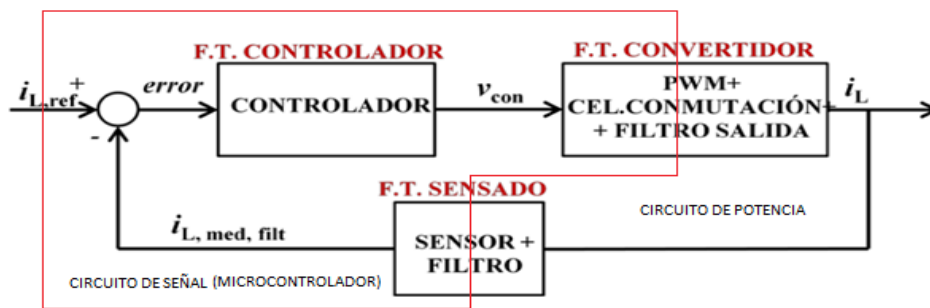 F.T. CONTROLADOR
F.T. CONVERTIDOR
i_L,ref
+
-
error
CONTROLADOR
v_con
PWM+
CEL.CONMUTACIÓN+
+ FILTRO SALIDA
i_L
F.T. SENSADO
i_L, med, filt
SENSOR +
FILTRO
CIRCUITO DE POTENCIA
CIRCUITO DE SEÑAL (MICROCONTROLADOR)